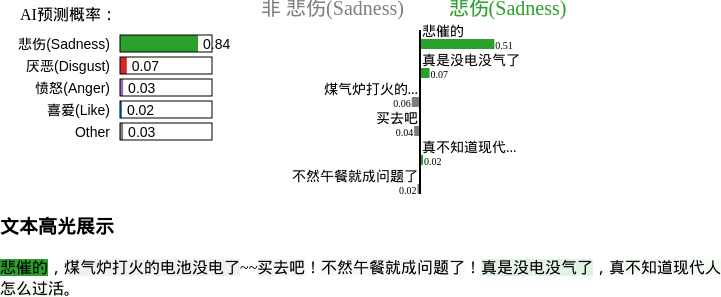 AI预测概率：
悲伤(Sadness) 0.84
厌恶(Disgust) 0.07
愤怒(Anger) 0.03
喜爱(Like) 0.02
Other 0.03
非 悲伤(Sadness) 悲伤(Sadness)
悲催的
0.51
真是没电没气了
0.07
煤气炉打火的...
0.06
买去吧
0.04
真不知道现代...
0.02
不然午餐就成问题了
0.02
文本高光展示
悲催的，煤气炉打火的电池没电了~~买去吧！不然午餐就成问题了！真是没电没气了，真不知道现代人
怎么过活。